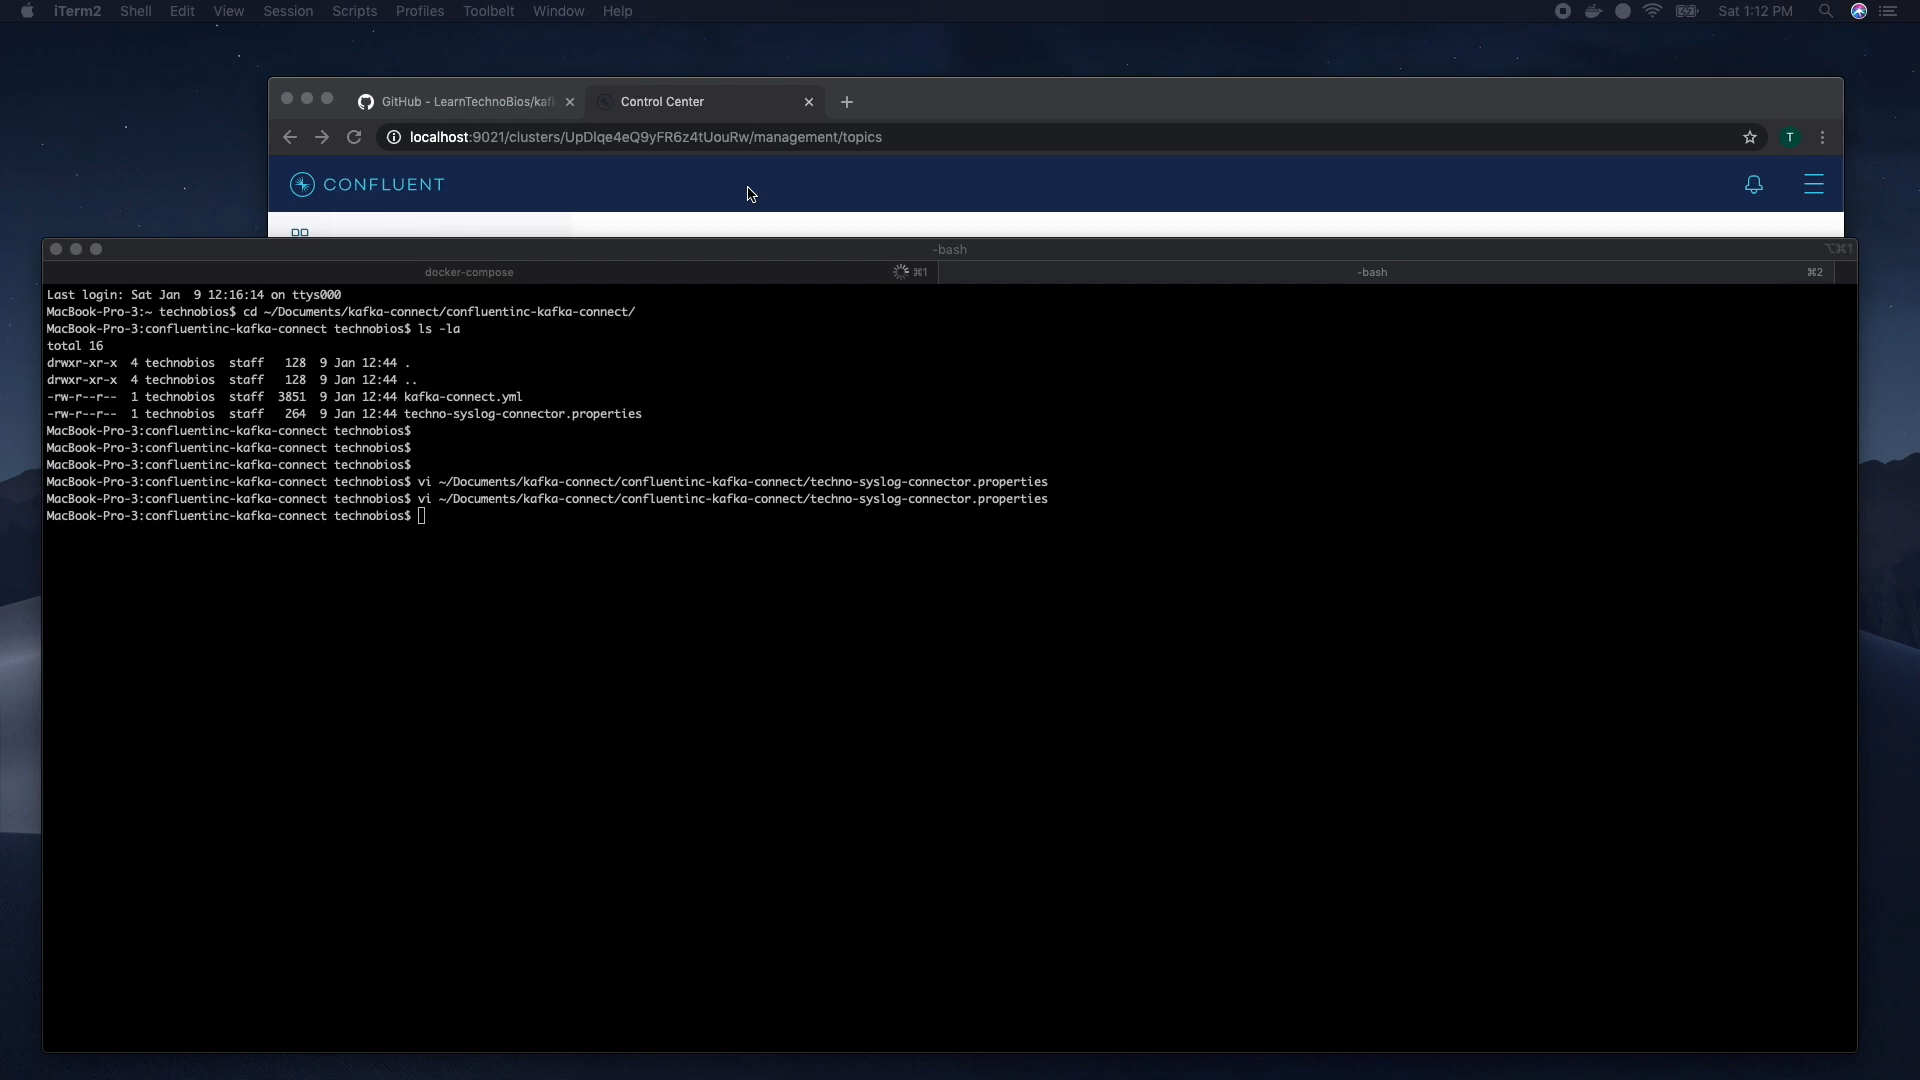 iTerm2 Shell Edit View Session Scripts Profiles Toolbelt Window Help Sat 1:12 PM
GitHub - LearnTechnoBios/kaf Control Center
localhost:9021/clusters/UpDlqe4eQ9yFR6z4tUouRw/management/topics T
CONFLUENT
-bash ⌥⌘1
docker-compose ⌘1 -bash ⌘2
Last login: Sat Jan  9 12:16:14 on ttys000
MacBook-Pro-3:~ technobios$ cd ~/Documents/kafka-connect/confluentinc-kafka-connect/
MacBook-Pro-3:confluentinc-kafka-connect technobios$ ls -la
total 16
drwxr-xr-x  4 technobios  staff   128  9 Jan 12:44 .
drwxr-xr-x  4 technobios  staff   128  9 Jan 12:44 ..
-rw-r--r--  1 technobios  staff  3851  9 Jan 12:44 kafka-connect.yml
-rw-r--r--  1 technobios  staff   264  9 Jan 12:44 techno-syslog-connector.properties
MacBook-Pro-3:confluentinc-kafka-connect technobios$
MacBook-Pro-3:confluentinc-kafka-connect technobios$
MacBook-Pro-3:confluentinc-kafka-connect technobios$
MacBook-Pro-3:confluentinc-kafka-connect technobios$ vi ~/Documents/kafka-connect/confluentinc-kafka-connect/techno-syslog-connector.properties
MacBook-Pro-3:confluentinc-kafka-connect technobios$ vi ~/Documents/kafka-connect/confluentinc-kafka-connect/techno-syslog-connector.properties
MacBook-Pro-3:confluentinc-kafka-connect technobios$